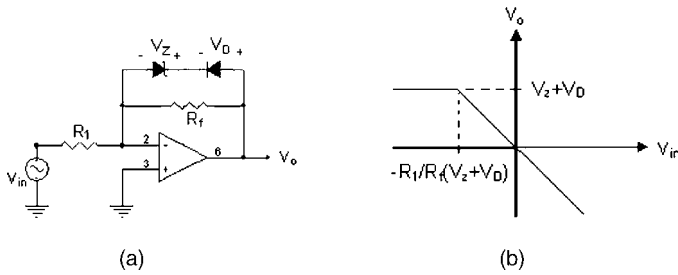 - V_Z + - V_D +
R_f
R_1
2 -
3 +
6
V_o
V_in
(a)
V_o
V_z+V_D
V_in
-R_1/R_f(V_z+V_D)
(b)